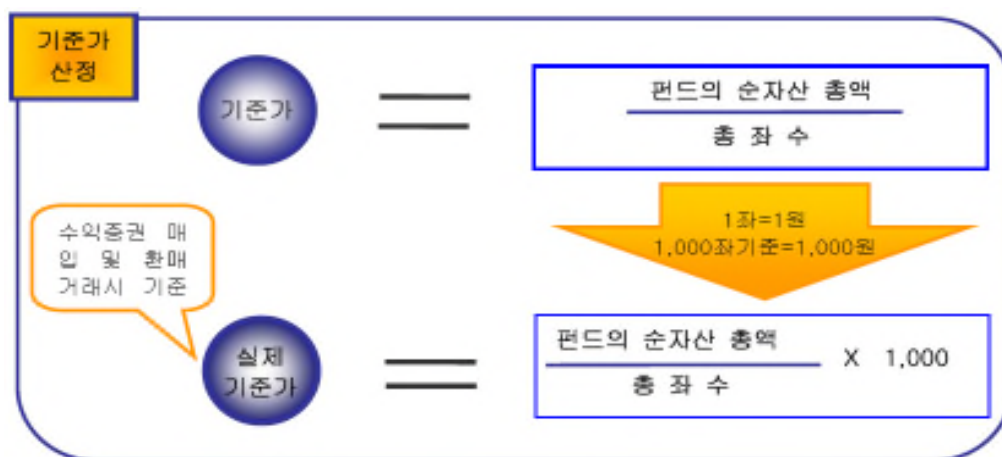 기준가
산정
기준가
펀드의 순자산 총액
총 좌 수
1좌=1원
1,000좌기준=1,000원
수익증권 매
입 및 환매
거래시 기준
실제
기준가
펀드의 순자산 총액
총 좌 수
X 1,000